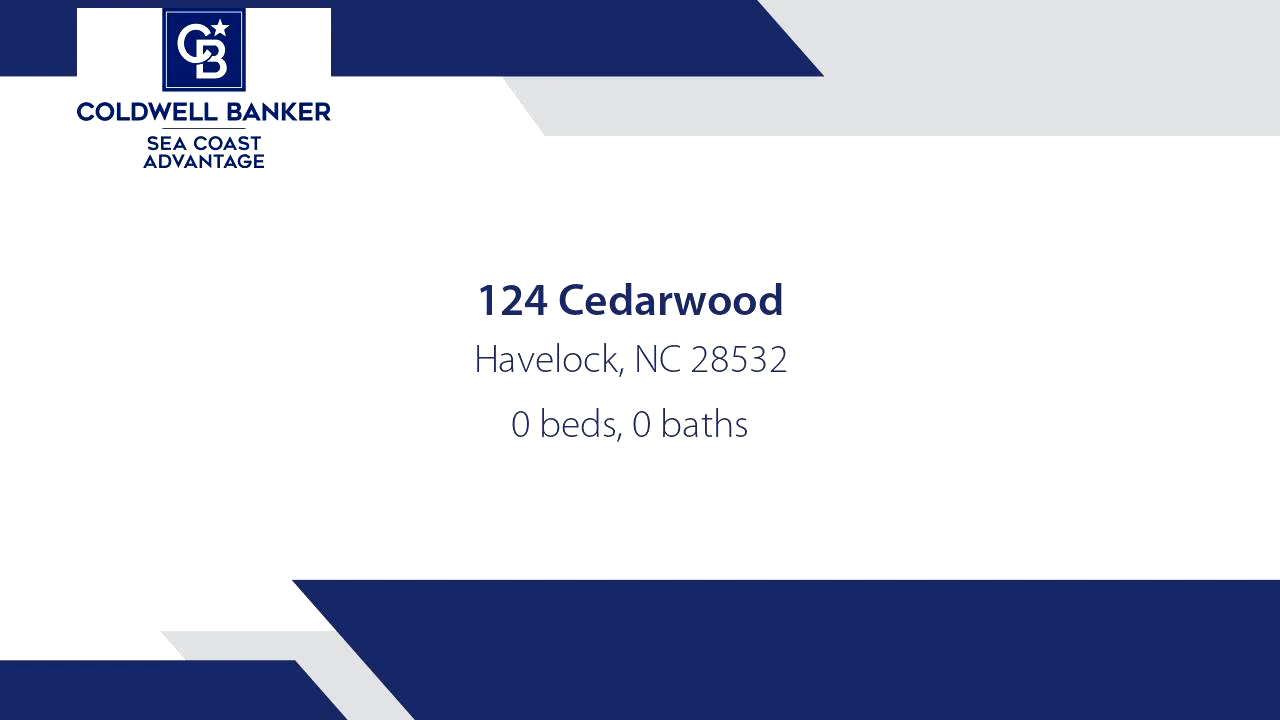 CB
COLDWELL BANKER
SEA COAST
ADVANTAGE
124 Cedarwood
Havelock, NC 28532
0 beds, 0 baths